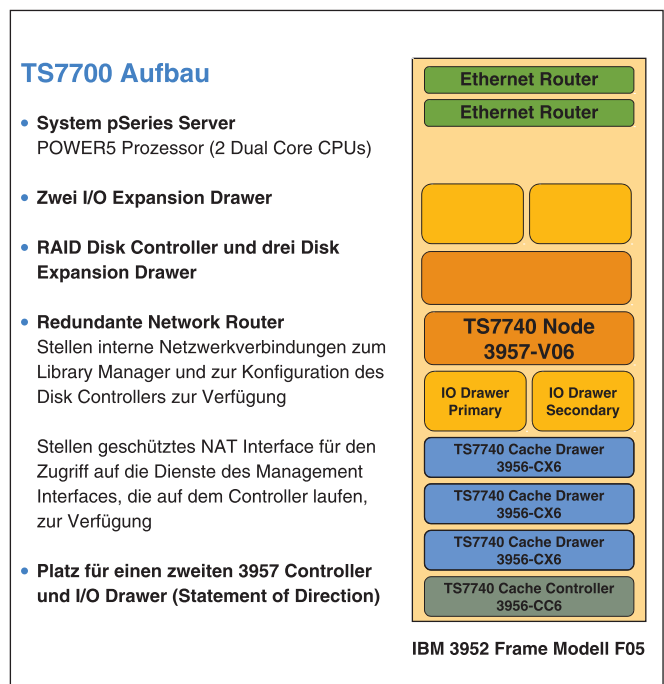 TS7700 Aufbau
• System pSeries Server
POWER5 Prozessor (2 Dual Core CPUs)
• Zwei I/O Expansion Drawer
• RAID Disk Controller und drei Disk
Expansion Drawer
• Redundante Network Router
Stellen interne Netzwerkverbindungen zum
Library Manager und zur Konfiguration des
Disk Controllers zur Verfügung
Stellen geschütztes NAT Interface für den
Zugriff auf die Dienste des Management
Interfaces, die auf dem Controller laufen,
zur Verfügung
• Platz für einen zweiten 3957 Controller
und I/O Drawer (Statement of Direction)
Ethernet Router
Ethernet Router
TS7740 Node
3957-V06
IO Drawer
Primary
IO Drawer
Secondary
TS7740 Cache Drawer
3956-CX6
TS7740 Cache Drawer
3956-CX6
TS7740 Cache Drawer
3956-CX6
TS7740 Cache Controller
3956-CC6
IBM 3952 Frame Modell F05